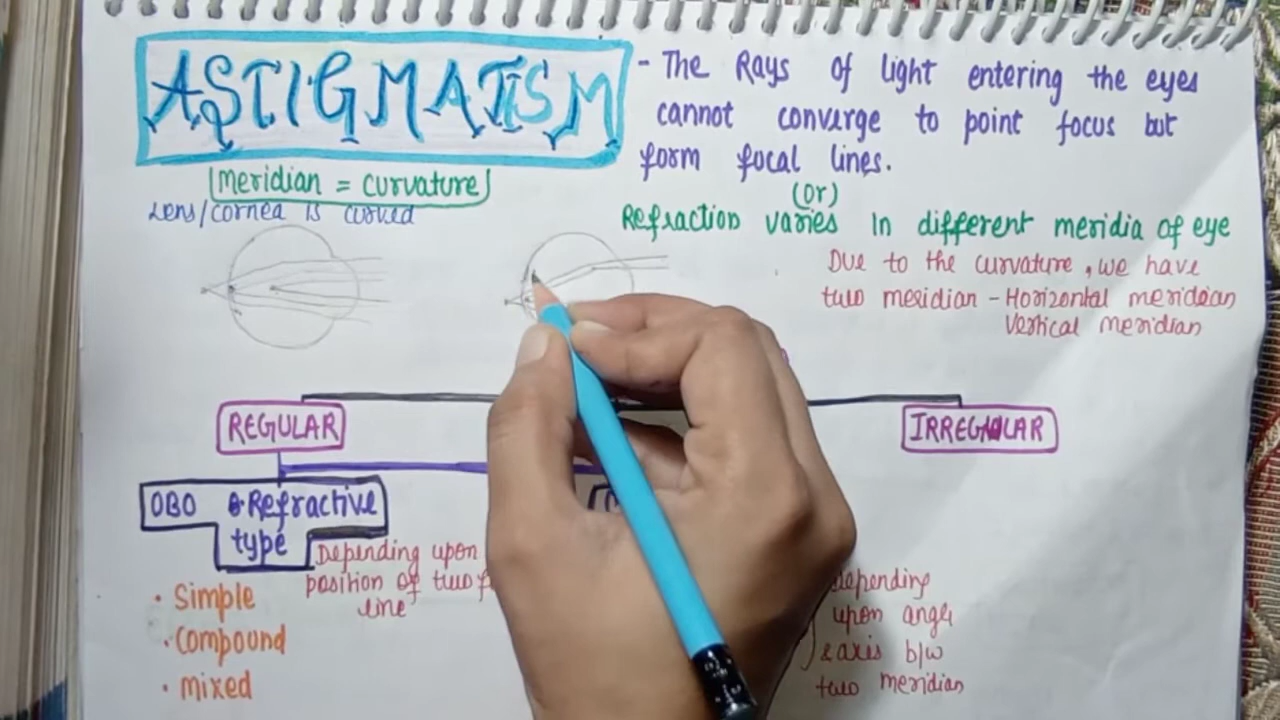 ASTIGMATISM
- The Rays of light entering the eyes
cannot converge to point focus but
form focal lines.
(Meridian = curvature)
Lens/cornea is curved
(or)
Refraction varies In different meridia of eye
Due to the curvature, we have
two meridian - Horizontal meridian
Vertical meridian
REGULAR
IRREGULAR
OBO Refractive
type
Depending upon
position of two
line
• Simple
• Compound
• mixed
depending
upon angle
& axis b/w
two meridian